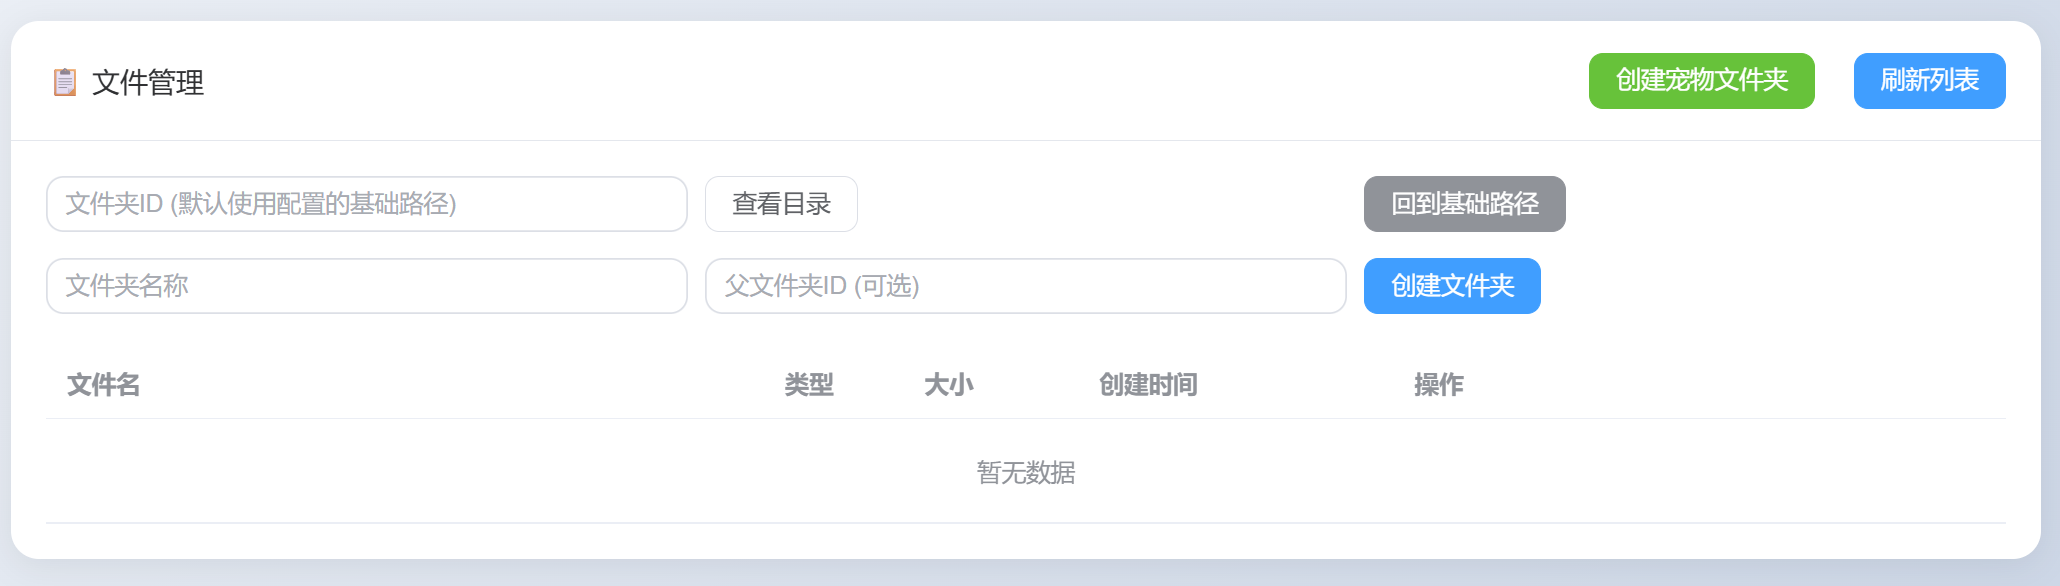 文件管理 创建宠物文件夹 刷新列表
文件夹ID (默认使用配置的基础路径) 查看目录 回到基础路径
文件夹名称 父文件夹ID (可选) 创建文件夹
文件名 类型 大小 创建时间 操作
暂无数据